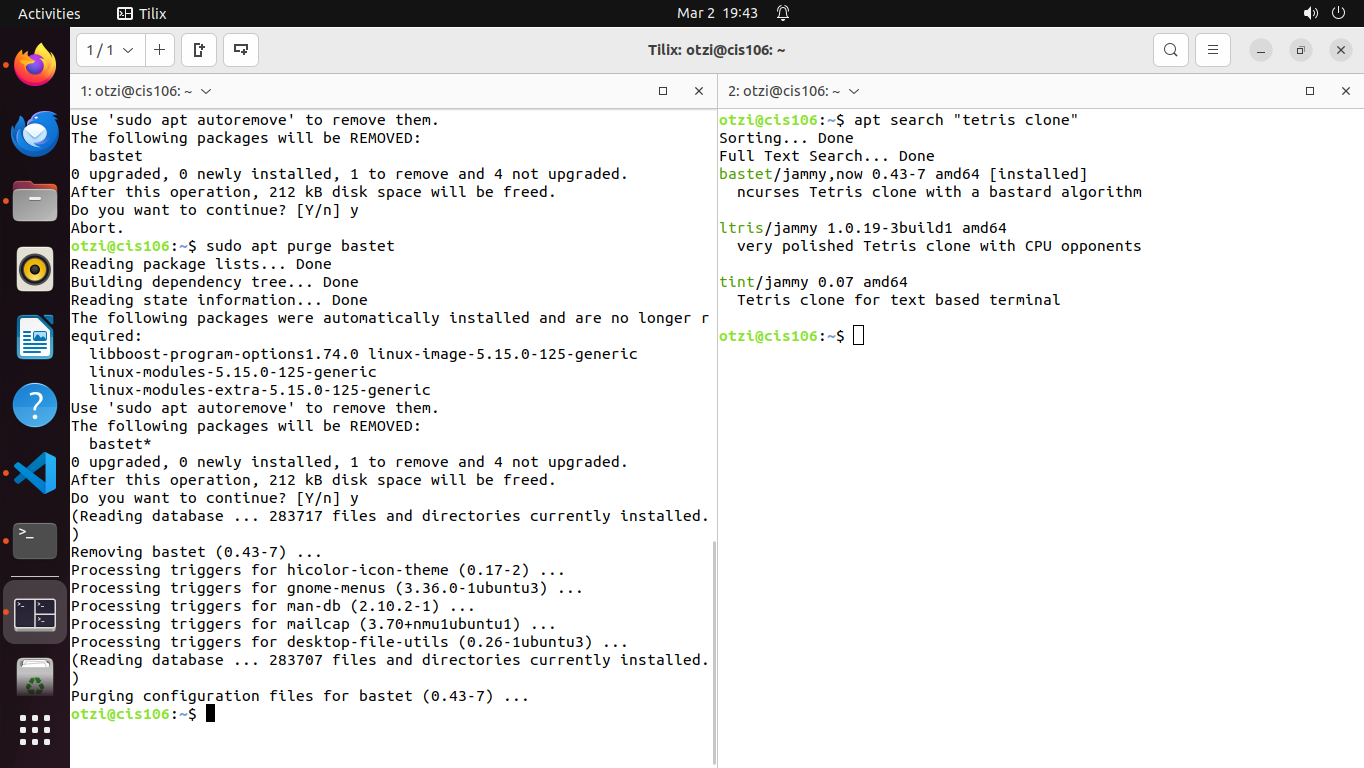 Activities
Tilix
Mar 2 19:43
1 / 1
Tilix: otzi@cis106: ~
1: otzi@cis106: ~
Use 'sudo apt autoremove' to remove them.
The following packages will be REMOVED:
  bastet
0 upgraded, 0 newly installed, 1 to remove and 4 not upgraded.
After this operation, 212 kB disk space will be freed.
Do you want to continue? [Y/n] y
Abort.
otzi@cis106:~$ sudo apt purge bastet
Reading package lists... Done
Building dependency tree... Done
Reading state information... Done
The following packages were automatically installed and are no longer r
equired:
  libboost-program-options1.74.0 linux-image-5.15.0-125-generic
  linux-modules-5.15.0-125-generic
  linux-modules-extra-5.15.0-125-generic
Use 'sudo apt autoremove' to remove them.
The following packages will be REMOVED:
  bastet*
0 upgraded, 0 newly installed, 1 to remove and 4 not upgraded.
After this operation, 212 kB disk space will be freed.
Do you want to continue? [Y/n] y
(Reading database ... 283717 files and directories currently installed.
)
Removing bastet (0.43-7) ...
Processing triggers for hicolor-icon-theme (0.17-2) ...
Processing triggers for gnome-menus (3.36.0-1ubuntu3) ...
Processing triggers for man-db (2.10.2-1) ...
Processing triggers for mailcap (3.70+nmu1ubuntu1) ...
Processing triggers for desktop-file-utils (0.26-1ubuntu3) ...
(Reading database ... 283707 files and directories currently installed.
)
Purging configuration files for bastet (0.43-7) ...
otzi@cis106:~$
2: otzi@cis106: ~
otzi@cis106:~$ apt search "tetris clone"
Sorting... Done
Full Text Search... Done
bastet/jammy,now 0.43-7 amd64 [installed]
  ncurses Tetris clone with a bastard algorithm
ltris/jammy 1.0.19-3build1 amd64
  very polished Tetris clone with CPU opponents
tint/jammy 0.07 amd64
  Tetris clone for text based terminal
otzi@cis106:~$